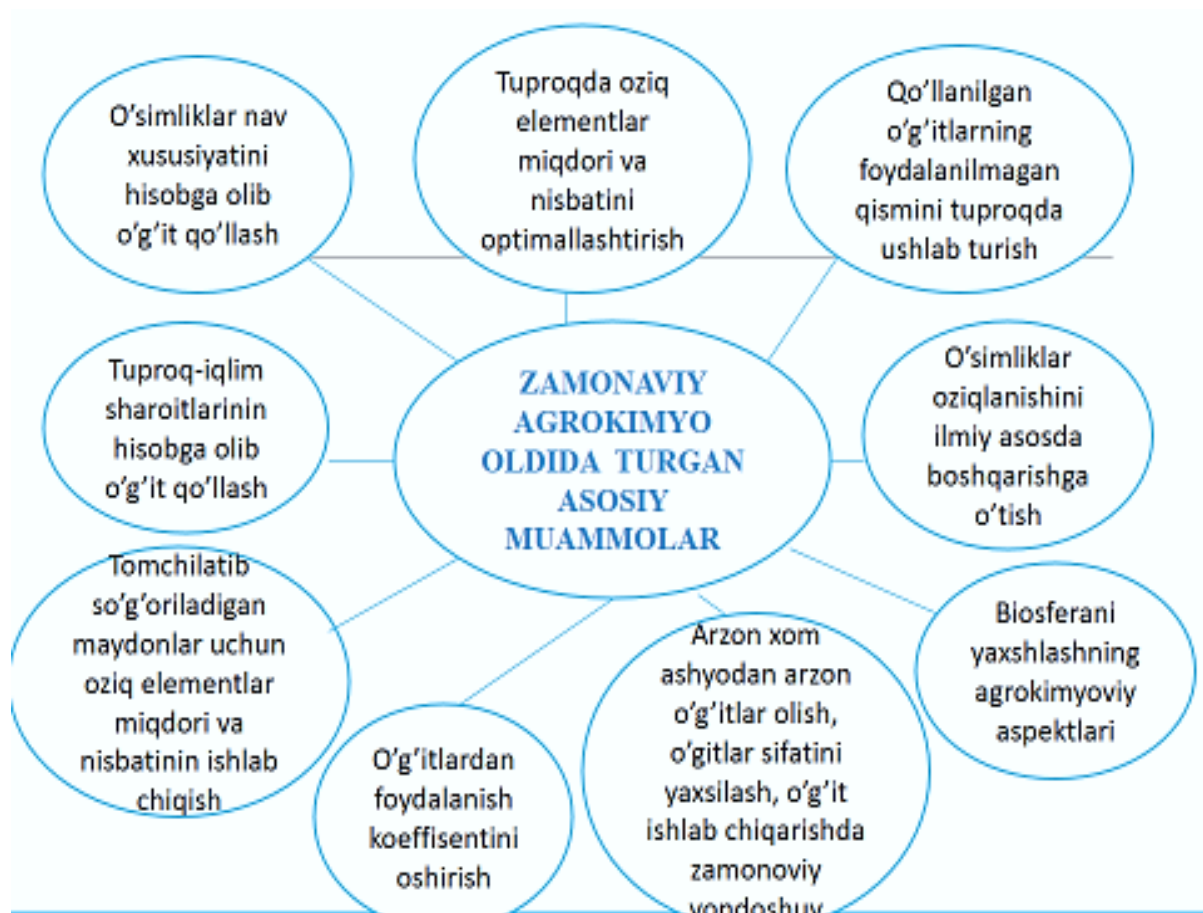 O'simliklar nav
xususiyatini
hisobga olib
o'g'it qo'llash
Tuproqda oziq
elementlar
miqdori va
nisbatini
optimallashtirish
Qo'llanilgan
o'g'itlarning
foydalanilmagan
qismini tuproqda
ushlab turish
Tuproq-iqlim
sharoitlarinin
hisobga olib
o'g'it qo'llash
ZAMONAVIY
AGROKIMYO
OLDIDA TURGAN
ASOSIY
MUAMMOLAR
O'simliklar
oziqlanishini
ilmiy asosda
boshqarishga
o'tish
Tomchilatib
so'g'oriladigan
maydonlar uchun
oziq elementlar
miqdori va
nisbatinin ishlab
chiqish
O'g'itlardan
foydalanish
koeffisentini
oshirish
Arzon xom
ashyodan arzon
o'g'itlar olish,
o'gitlar sifatini
yaxsilash, o'g'it
ishlab chiqarishda
zamonoviy
yondoshuv
Biosferani
yaxshlashning
agrokimyoviy
aspektlari